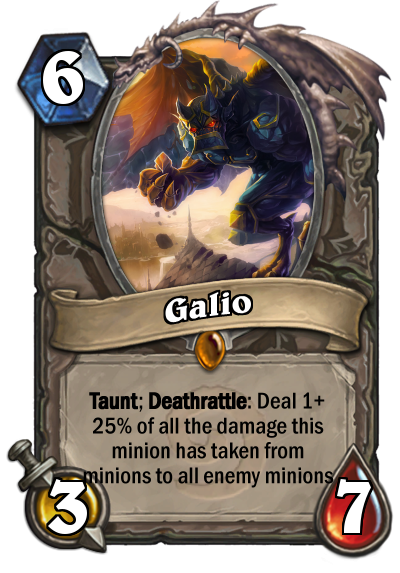 6
Galio
Taunt; Deathrattle: Deal 1+
25% of all the damage this
minion has taken from
minions to all enemy minions
3
7